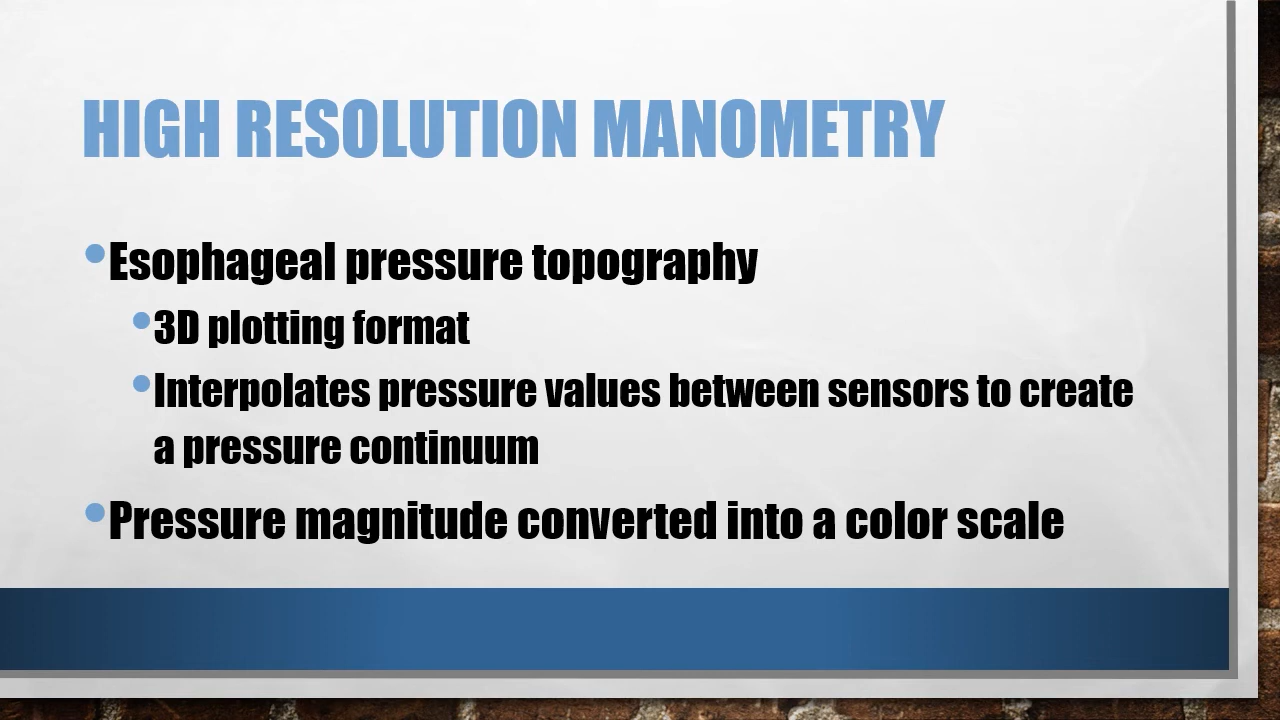 HIGH RESOLUTION MANOMETRY
•Esophageal pressure topography
•3D plotting format
•Interpolates pressure values between sensors to create
a pressure continuum
•Pressure magnitude converted into a color scale